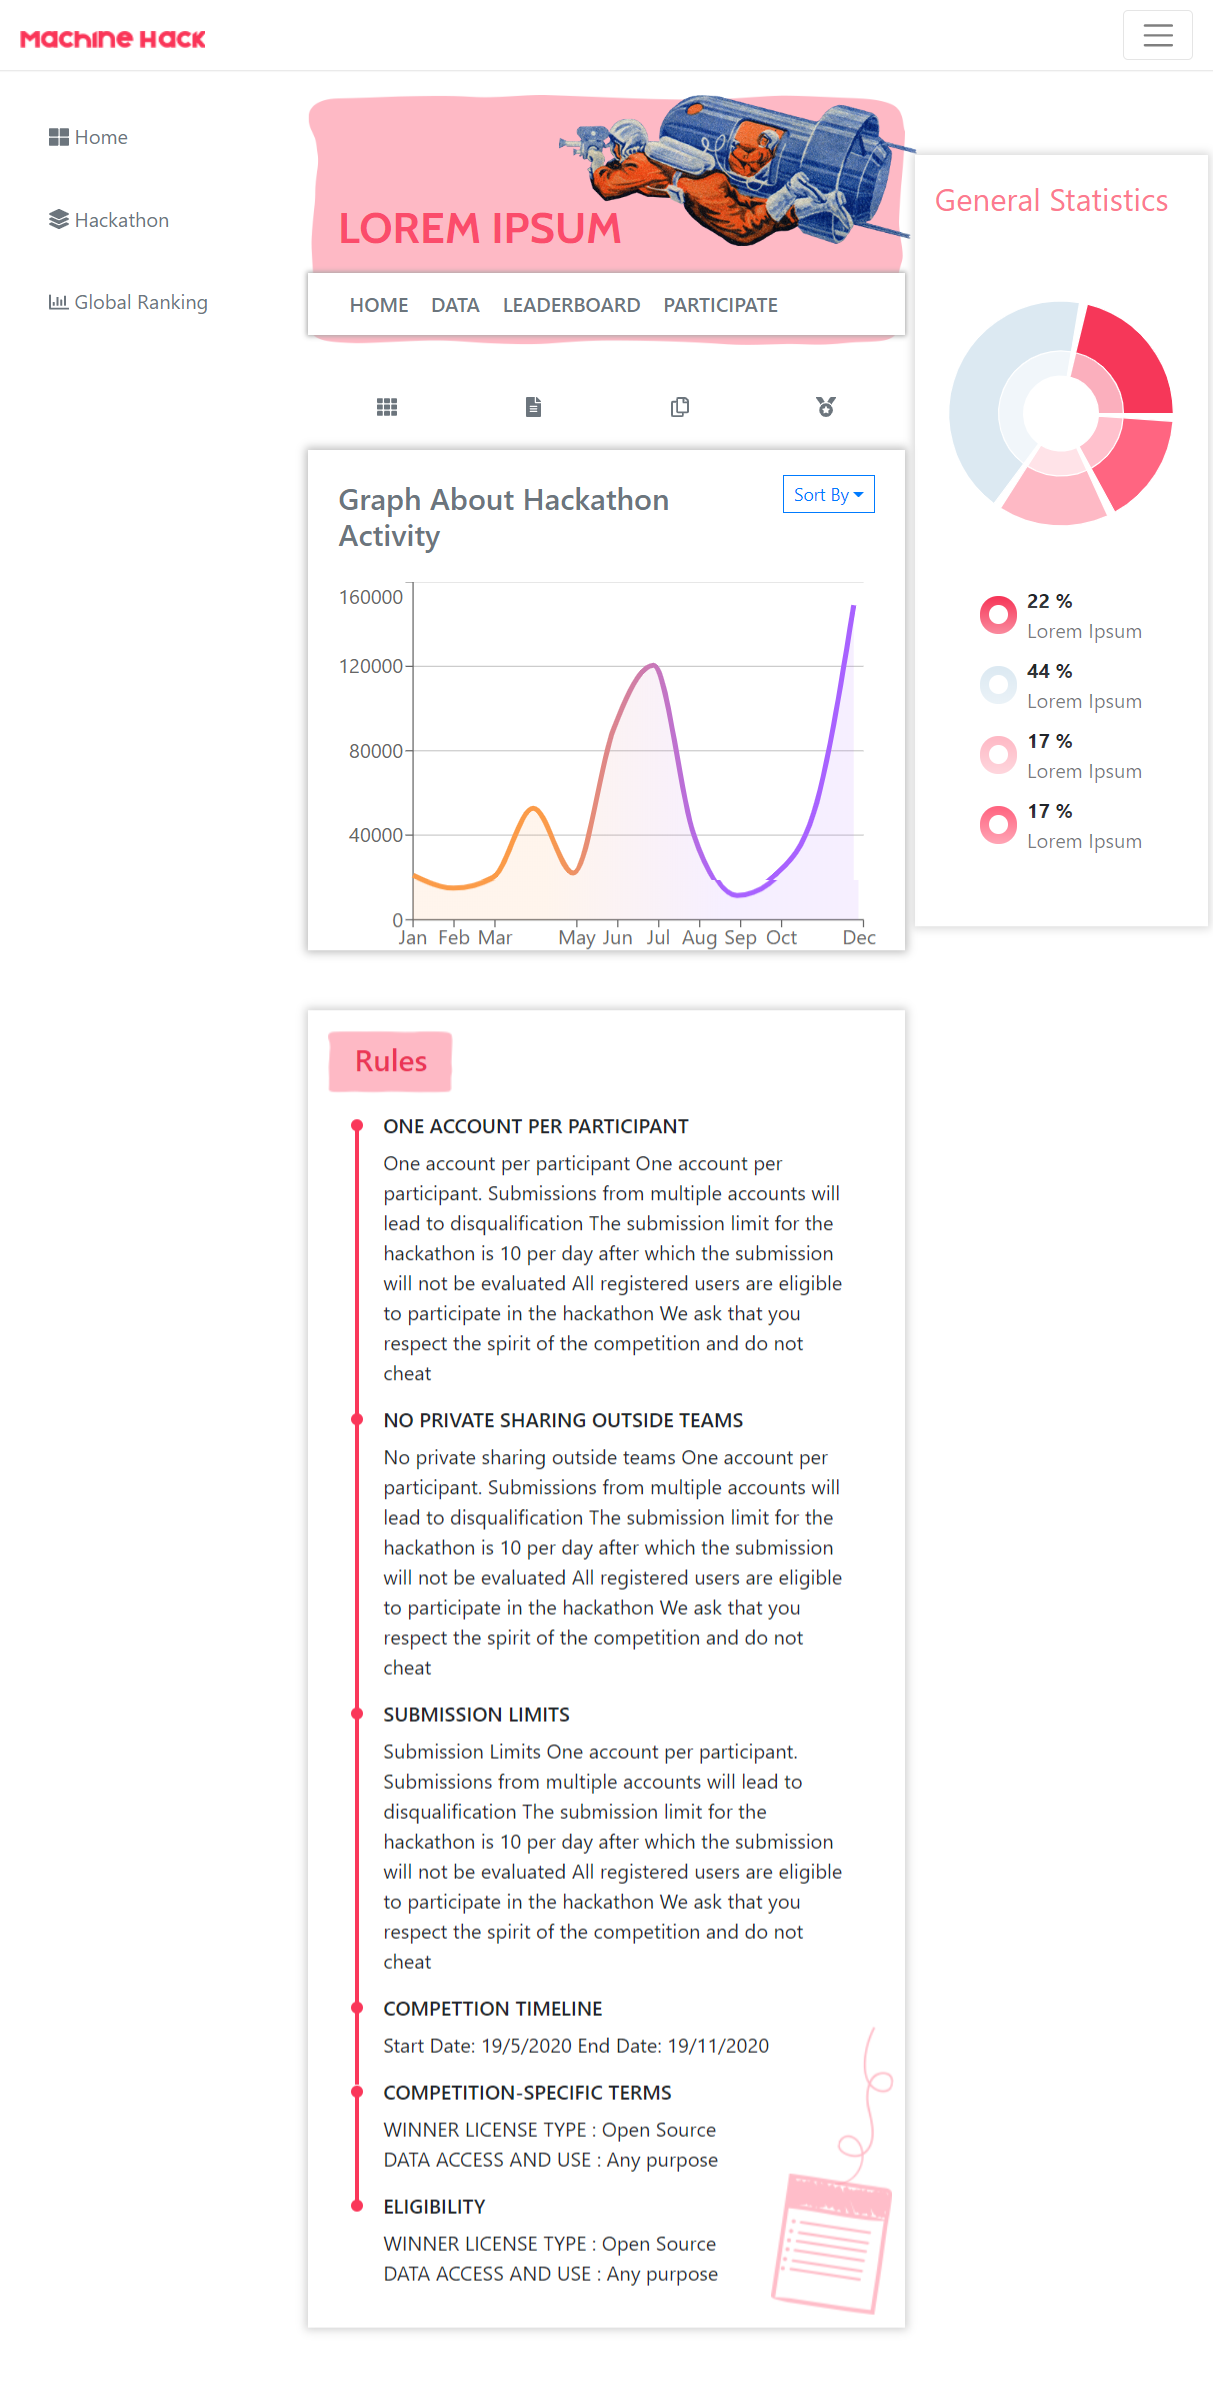 Machine Hack
Home
Hackathon
Global Ranking
LOREM IPSUM
HOME DATA LEADERBOARD PARTICIPATE
Graph About Hackathon
Activity
Sort By
160000
120000
80000
40000
0
Jan Feb Mar May Jun Jul Aug Sep Oct Dec
General Statistics
22 %
Lorem Ipsum
44 %
Lorem Ipsum
17 %
Lorem Ipsum
17 %
Lorem Ipsum
Rules
ONE ACCOUNT PER PARTICIPANT
One account per participant One account per
participant. Submissions from multiple accounts will
lead to disqualification The submission limit for the
hackathon is 10 per day after which the submission
will not be evaluated All registered users are eligible
to participate in the hackathon We ask that you
respect the spirit of the competition and do not
cheat
NO PRIVATE SHARING OUTSIDE TEAMS
No private sharing outside teams One account per
participant. Submissions from multiple accounts will
lead to disqualification The submission limit for the
hackathon is 10 per day after which the submission
will not be evaluated All registered users are eligible
to participate in the hackathon We ask that you
respect the spirit of the competition and do not
cheat
SUBMISSION LIMITS
Submission Limits One account per participant.
Submissions from multiple accounts will lead to
disqualification The submission limit for the
hackathon is 10 per day after which the submission
will not be evaluated All registered users are eligible
to participate in the hackathon We ask that you
respect the spirit of the competition and do not
cheat
COMPETTION TIMELINE
Start Date: 19/5/2020 End Date: 19/11/2020
COMPETITION-SPECIFIC TERMS
WINNER LICENSE TYPE : Open Source
DATA ACCESS AND USE : Any purpose
ELIGIBILITY
WINNER LICENSE TYPE : Open Source
DATA ACCESS AND USE : Any purpose